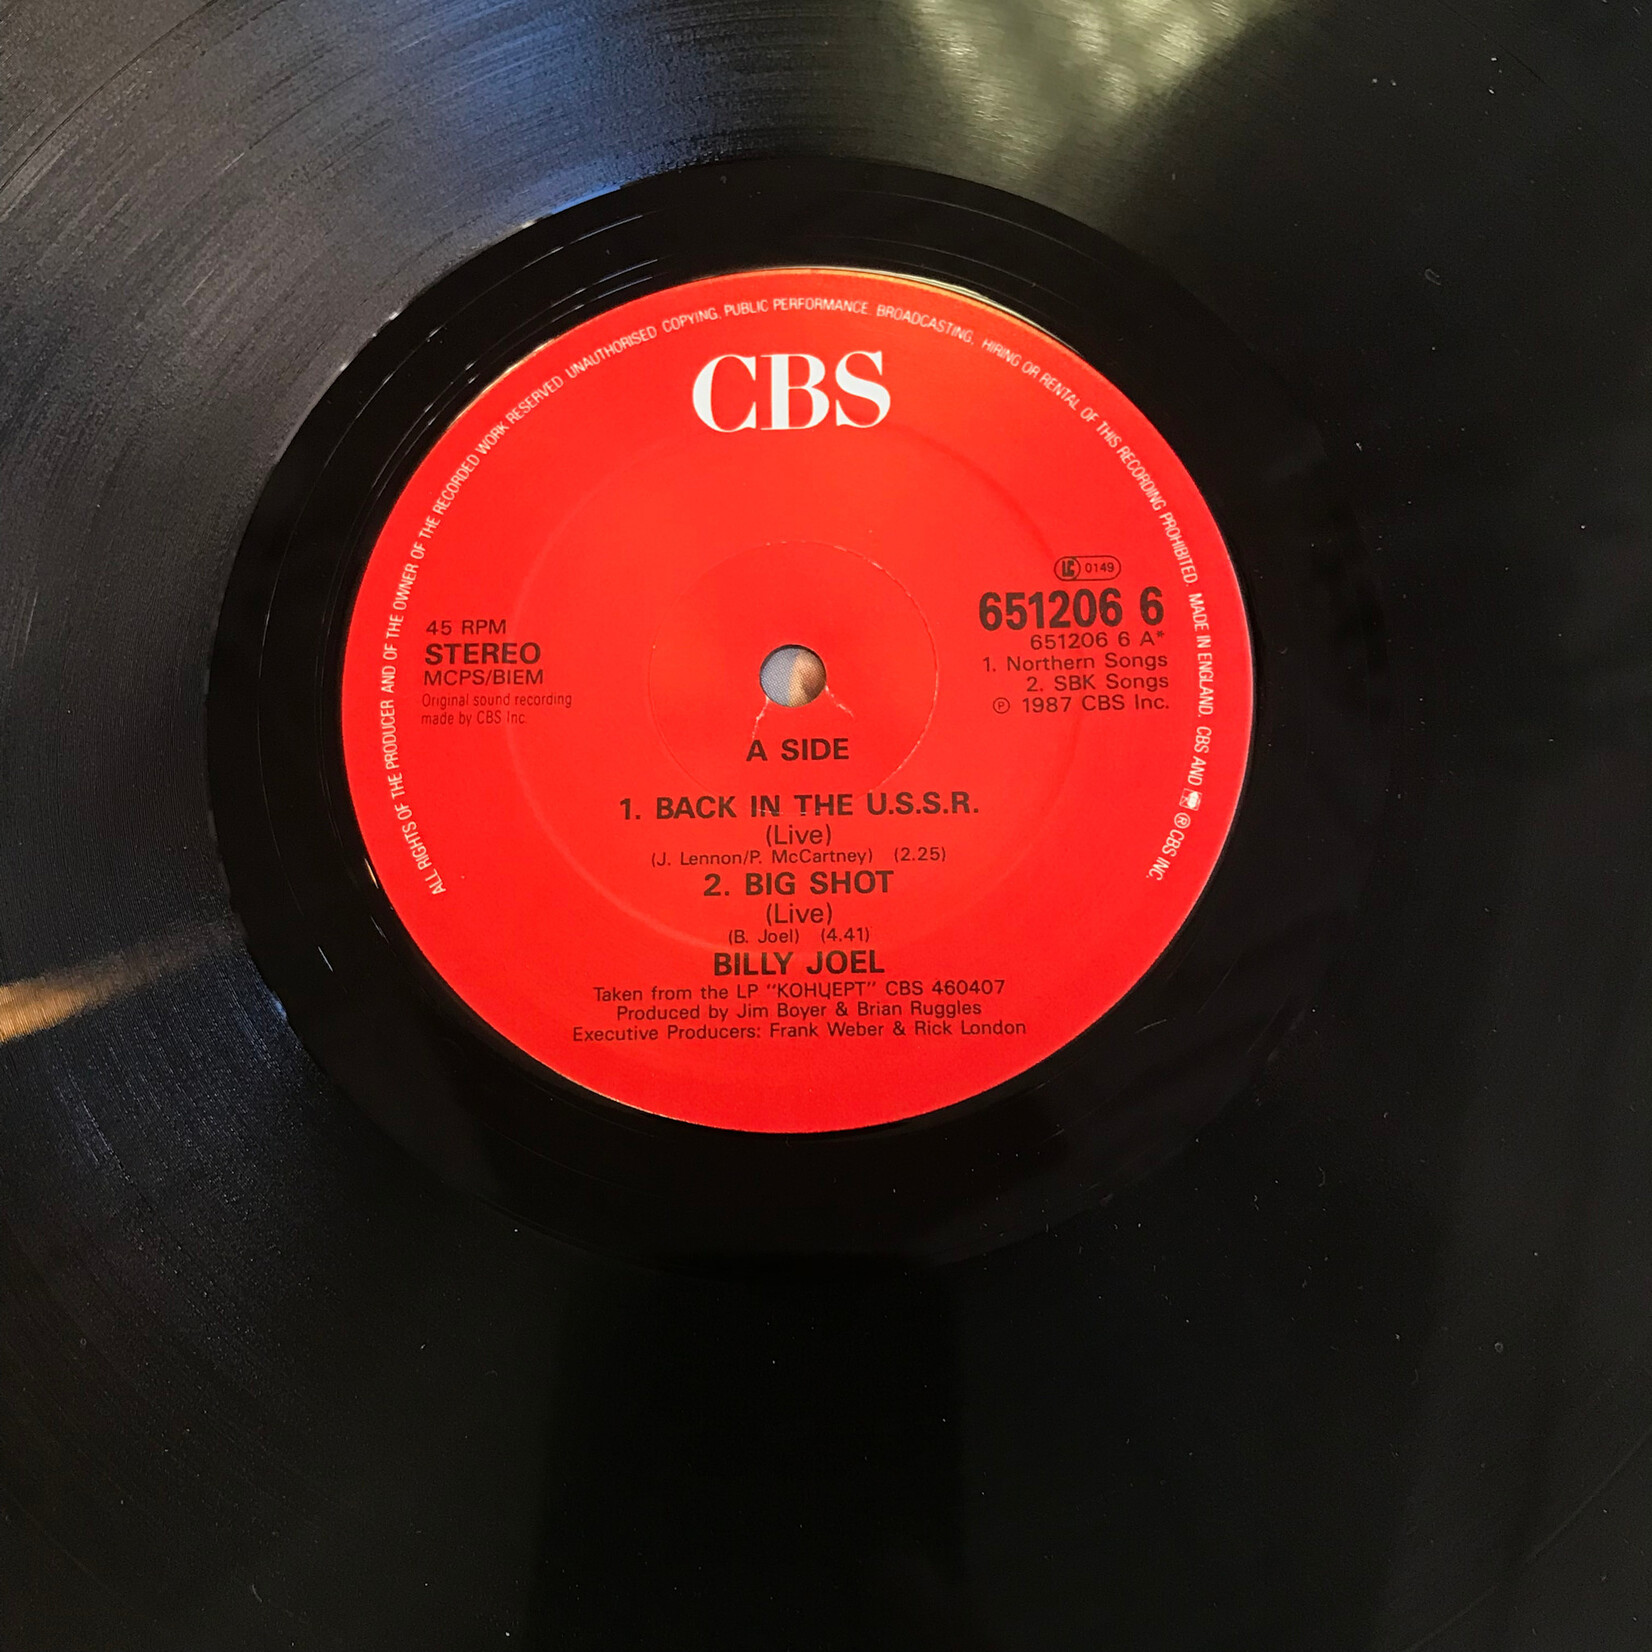 ALL RIGHTS OF THE PRODUCER AND OF THE OWNER OF THE RECORDED WORK RESERVED. UNAUTHORISED COPYING, PUBLIC PERFORMANCE, BROADCASTING, HIRING OR RENTAL OF THIS RECORDING PROHIBITED. MADE IN ENGLAND. CBS AND ® CBS INC.
CBS
LC 0149
651206 6
651206 6 A*
1. Northern Songs
2. SBK Songs
℗ 1987 CBS Inc.
45 RPM
STEREO
MCPS/BIEM
Original sound recording
made by CBS Inc.
A SIDE
1. BACK IN THE U.S.S.R.
(Live)
(J. Lennon/P. McCartney) (2.25)
2. BIG SHOT
(Live)
(B. Joel) (4.41)
BILLY JOEL
Taken from the LP "КОНЦЕРТ" CBS 460407
Produced by Jim Boyer & Brian Ruggles
Executive Producers: Frank Weber & Rick London